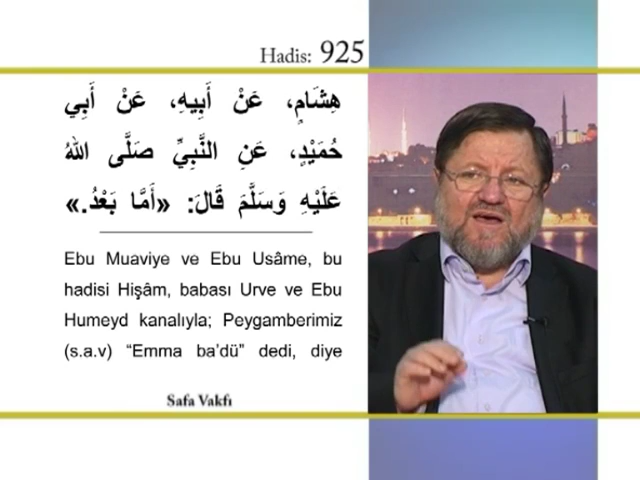 Hadis: 925
هِشَامٍ، عَنْ أَبِيهِ، عَنْ أَبِي
حُمَيْدٍ، عَنِ النَّبِيِّ صَلَّى اللهُ
عَلَيْهِ وَسَلَّمَ قَالَ: «أَمَّا بَعْدُ.»
Ebu Muaviye ve Ebu Usâme, bu
hadisi Hişâm, babası Urve ve Ebu
Humeyd kanalıyla; Peygamberimiz
(s.a.v) “Emma ba’dü” dedi, diye
Safa Vakfı